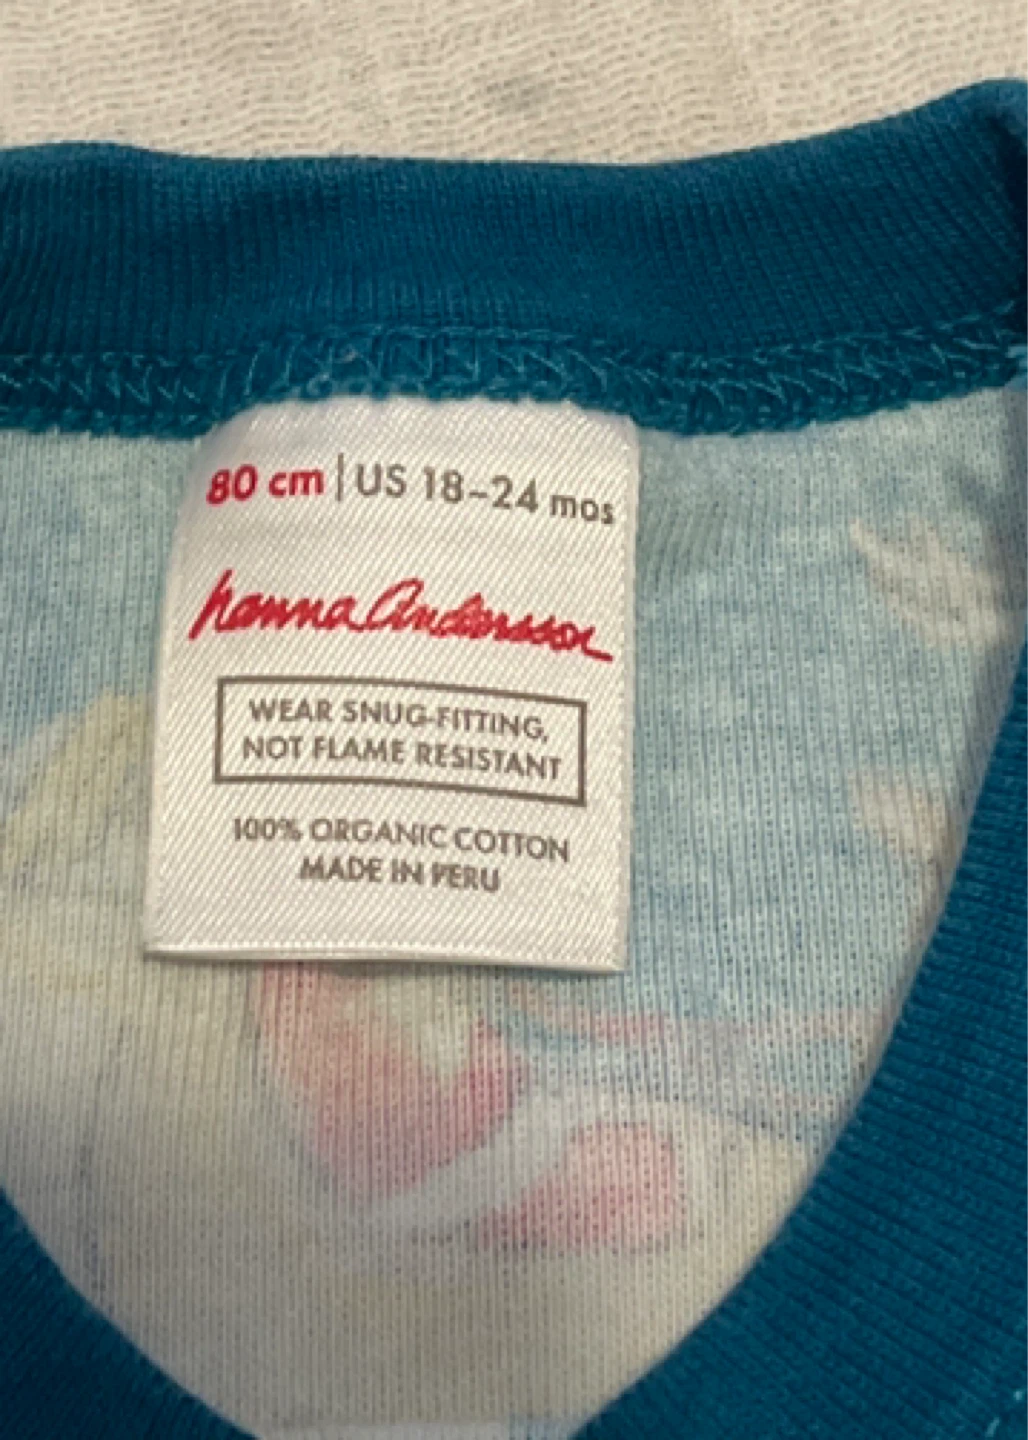 80 cm | US 18-24 mos
hanna Andersson
WEAR SNUG-FITTING,
NOT FLAME RESISTANT
100% ORGANIC COTTON
MADE IN PERU